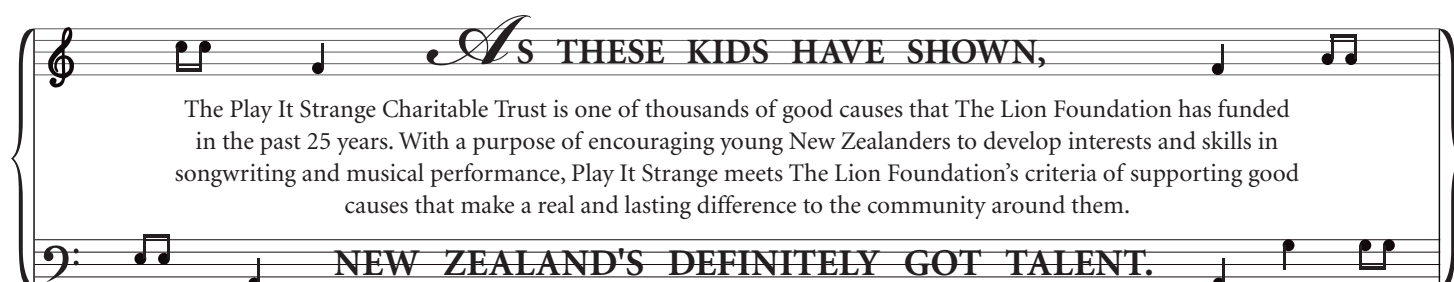 As THESE KIDS HAVE SHOWN,
The Play It Strange Charitable Trust is one of thousands of good causes that The Lion Foundation has funded
in the past 25 years. With a purpose of encouraging young New Zealanders to develop interests and skills in
songwriting and musical performance, Play It Strange meets The Lion Foundation’s criteria of supporting good
causes that make a real and lasting difference to the community around them.
NEW ZEALAND'S DEFINITELY GOT TALENT.